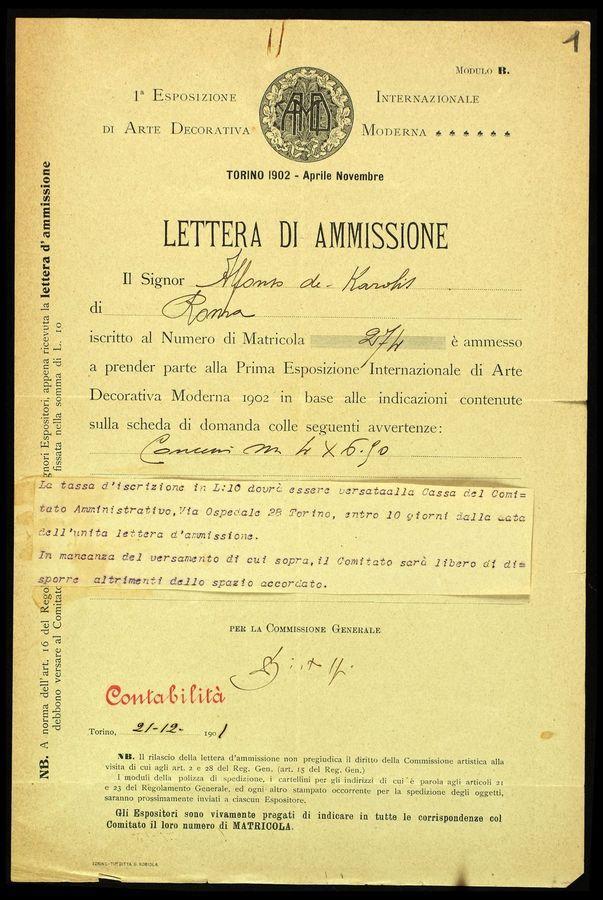 1
MODULO B.
1ª ESPOSIZIONE INTERNAZIONALE
DI ARTE DECORATIVA MODERNA
TORINO 1902 - Aprile Novembre
LETTERA DI AMMISSIONE
Il Signor Alfonso de-Karolis
di Roma
iscritto al Numero di Matricola 274 è ammesso
a prender parte alla Prima Esposizione Internazionale di Arte
Decorativa Moderna 1902 in base alle indicazioni contenute
sulla scheda di domanda colle seguenti avvertenze:
m 4 X 6.50
La tassa d'iscrizione in L:10 dovrà essere versataalla Cassa del Comi=
tato Amministrativo,Via Ospedale 28 Torino, entro 10 giorni dalla data
dell'unita lettera d'ammissione.
In mancanza del versamento di cui sopra,il Comitato sarà libero di di=
sporre altrimenti dello spazio accordato.
PER LA COMMISSIONE GENERALE
Contabilità
Torino, 21-12- 1901
NB. Il rilascio della lettera d'ammissione non pregiudica il diritto della Commissione artistica alla
visita di cui agli art. 2 e 28 del Reg. Gen. (art. 15 del Reg. Gen.)
I moduli della polizza di spedizione, i cartellini per gli indirizzi di cui è parola agli articoli 21
e 23 del Regolamento Generale, ed ogni altro stampato occorrente per la spedizione degli oggetti,
saranno prossimamente inviati a ciascun Espositore.
Gli Espositori sono vivamente pregati di indicare in tutte le corrispondenze col
Comitato il loro numero di MATRICOLA.
TORINO - TIP. DITTA G. ROBIOLA
NB. A norma dell'art. 16 del Rego gnori Espositori, appena ricevuta la lettera d'ammissione
debbono versare al Comitato fissata nella somma di L. 10